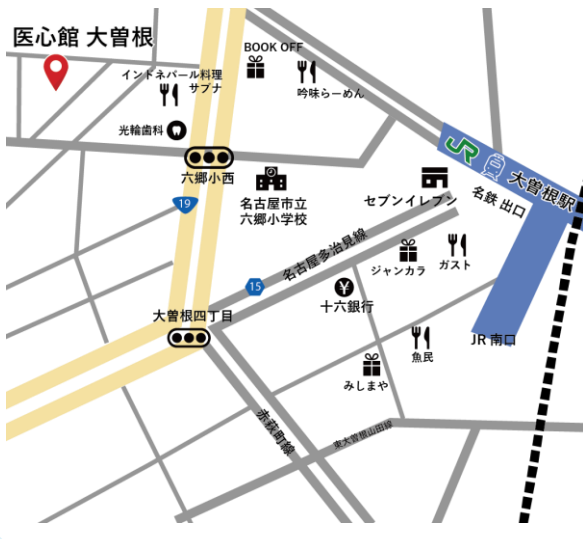 医心館 大曽根
BOOK OFF
インドネパール料理
サプナ
吟味らーめん
光輪歯科
六郷小西
19
名古屋市立
六郷小学校
JR
大曽根駅
セブンイレブン
名鉄 出口
名古屋多治見線
15
ジャンカラ
ガスト
十六銀行
大曽根四丁目
JR 南口
魚民
みしまや
赤萩町線
東大曽根山田線